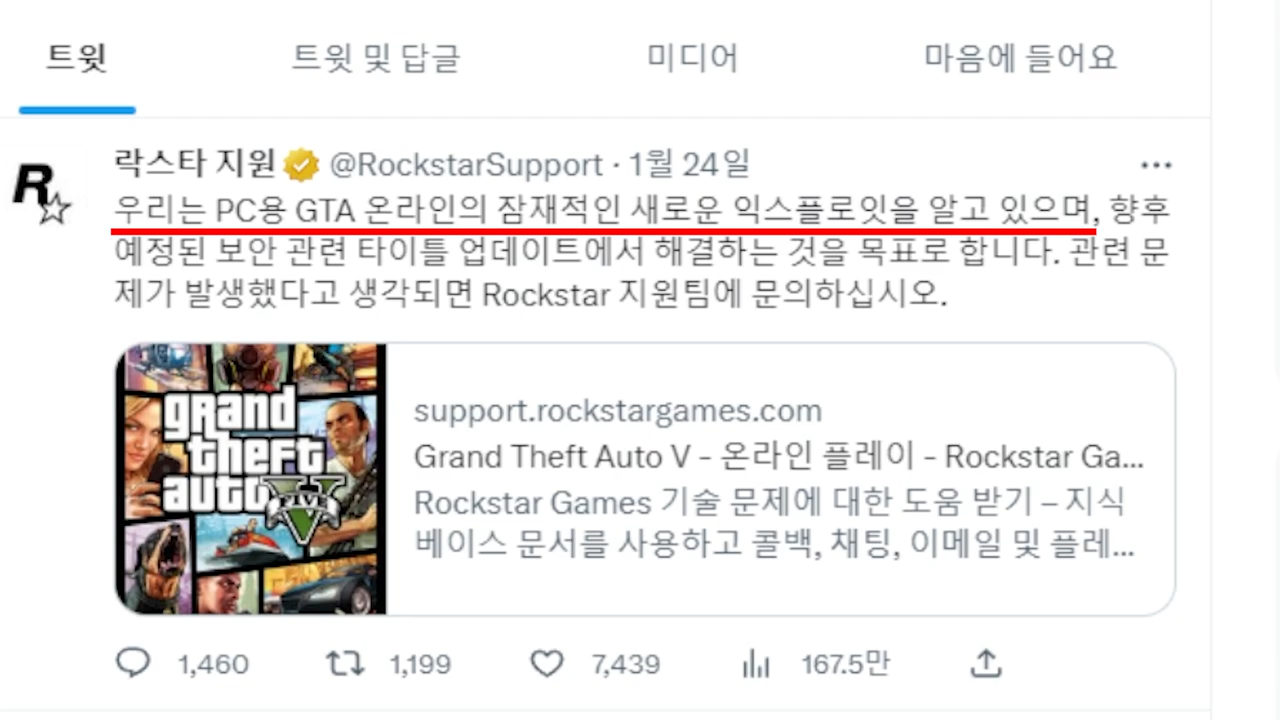 트윗 트윗 및 답글 미디어 마음에 들어요
락스타 지원 @RockstarSupport · 1월 24일
우리는 PC용 GTA 온라인의 잠재적인 새로운 익스플로잇을 알고 있으며, 향후
예정된 보안 관련 타이틀 업데이트에서 해결하는 것을 목표로 합니다. 관련 문
제가 발생했다고 생각되면 Rockstar 지원팀에 문의하십시오.
grand
theft
auto
FIVE
support.rockstargames.com
Grand Theft Auto V - 온라인 플레이 - Rockstar Ga...
Rockstar Games 기술 문제에 대한 도움 받기 – 지식
베이스 문서를 사용하고 콜백, 채팅, 이메일 및 플레...
1,460 1,199 7,439 167.5만